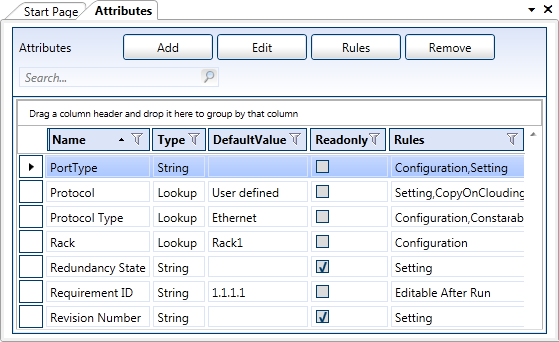 Start Page Attributes
Attributes Add Edit Rules Remove
Search...
Drag a column header and drop it here to group by that column
Name Type DefaultValue Readonly Rules
PortType String Configuration,Setting
Protocol Lookup User defined Setting,CopyOnClouding
Protocol Type Lookup Ethernet Configuration,Constarab
Rack Lookup Rack1 Configuration
Redundancy State String Setting
Requirement ID String 1.1.1.1 Editable After Run
Revision Number String Setting